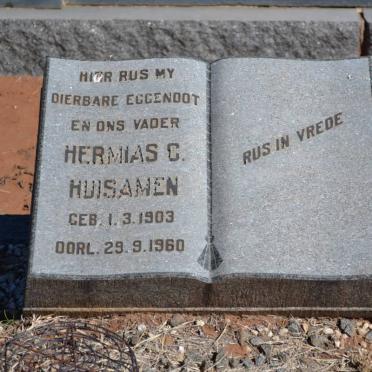 HIER RUS MY
DIERBARE EGGENOOT
EN ONS VADER
HERMIAS C.
HUISAMEN
GEB. 1.3.1903
OORL. 29.9.1960
RUS IN VREDE